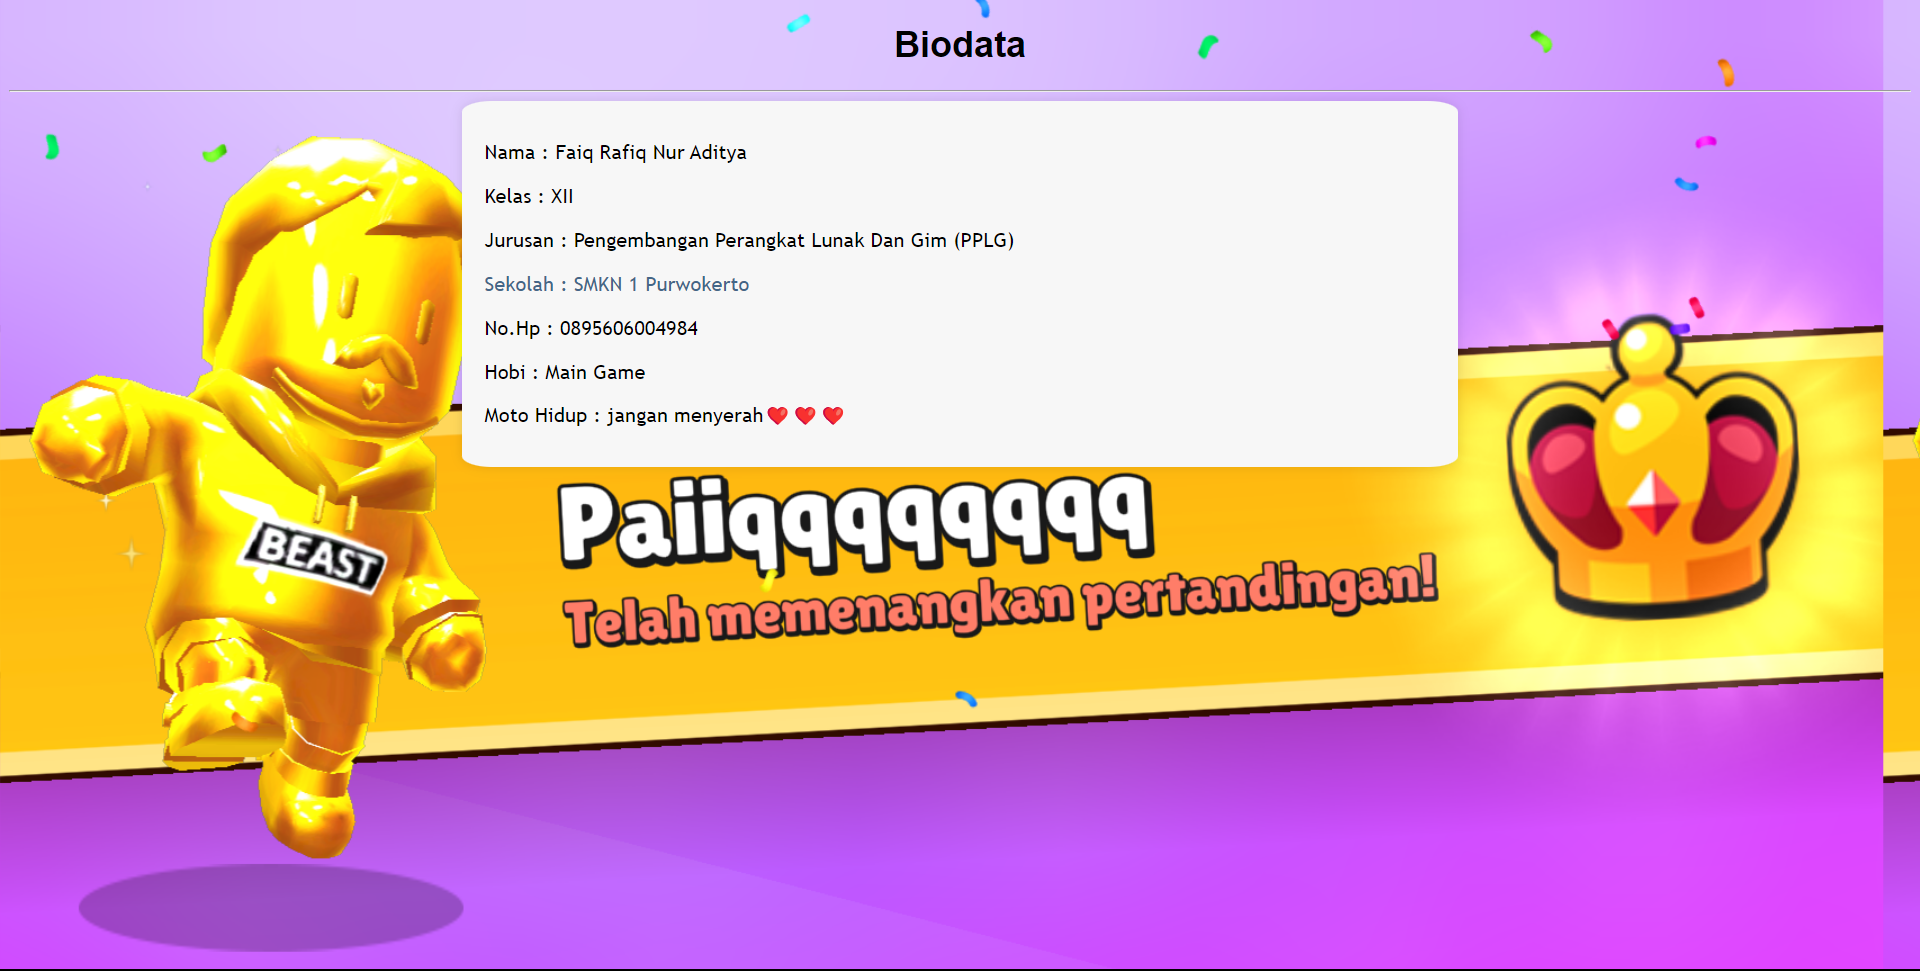 Biodata
Nama : Faiq Rafiq Nur Aditya
Kelas : XII
Jurusan : Pengembangan Perangkat Lunak Dan Gim (PPLG)
Sekolah : SMKN 1 Purwokerto
No.Hp : 0895606004984
Hobi : Main Game
Moto Hidup : jangan menyerah❤️❤️❤️
Paiiqqqqqqqq
Telah memenangkan pertandingan!
BEAST